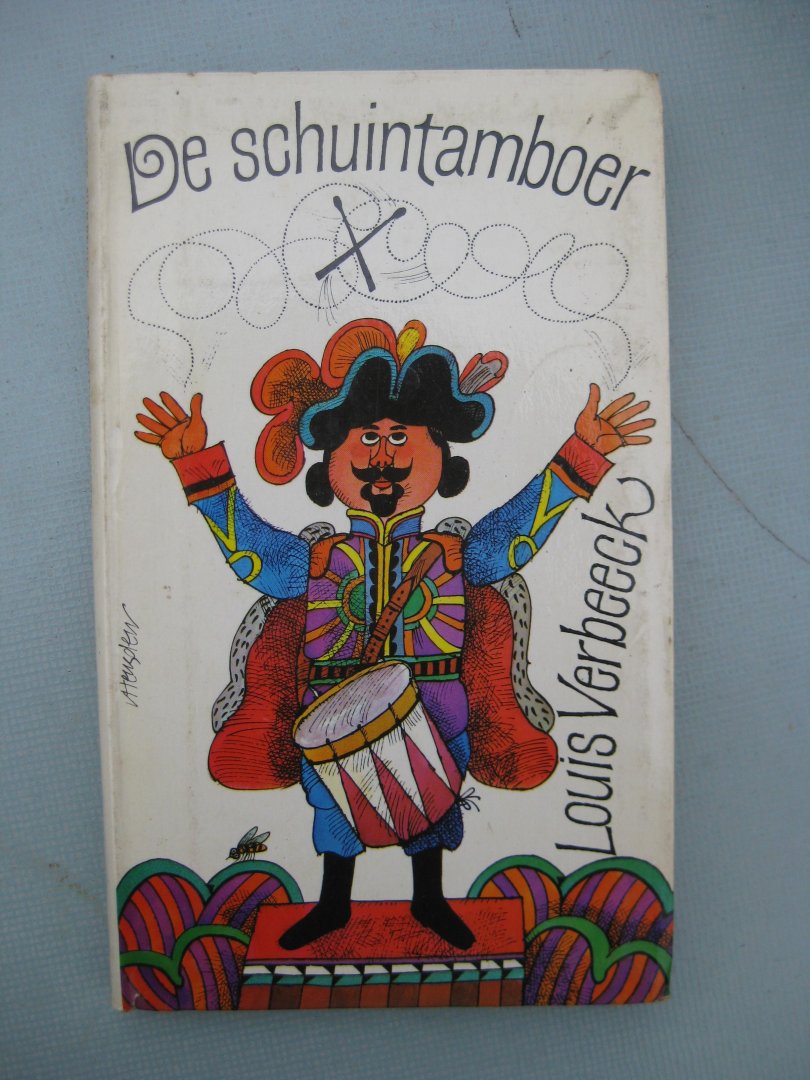 De schuintamboer
Louis Verbeeck